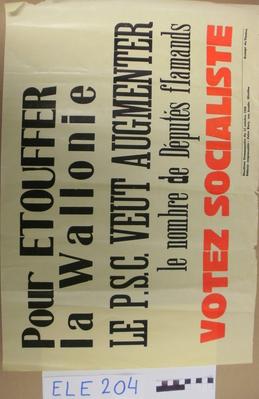 Pour ETOUFFER
la Wallonie
LE P.S.C. VEUT AUGMENTER
le nombre de Députés flamands
VOTEZ SOCIALISTE
ELE 204